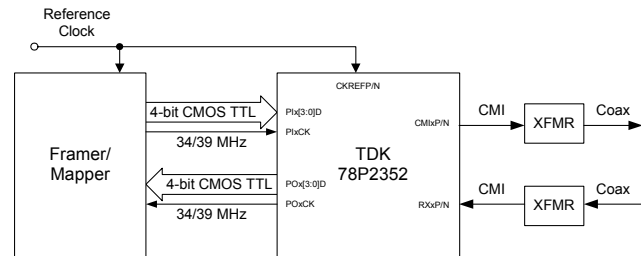 Reference
Clock
CKREFP/N
4-bit CMOS TTL
PIx[3:0]D
34/39 MHz
PIxCK
Framer/
Mapper
TDK
78P2352
CMIxP/N
CMI
XFMR
Coax
4-bit CMOS TTL
POx[3:0]D
34/39 MHz
POxCK
RXxP/N
CMI
XFMR
Coax